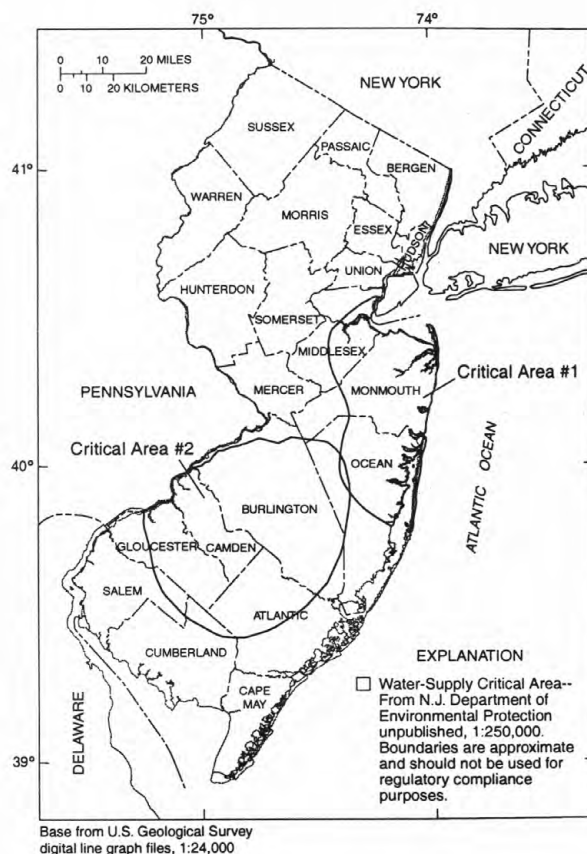 75°
74°
0 10 20 MILES
0 10 20 KILOMETERS
NEW YORK
CONNECTICUT
SUSSEX
PASSAIC
BERGEN
41°
WARREN
MORRIS
ESSEX
HUDSON
NEW YORK
UNION
HUNTERDON
SOMERSET
MIDDLESEX
PENNSYLVANIA
MERCER
MONMOUTH
Critical Area #1
Critical Area #2
40°
OCEAN
ATLANTIC OCEAN
BURLINGTON
GLOUCESTER
CAMDEN
SALEM
ATLANTIC
CUMBERLAND
EXPLANATION
CAPE
MAY
Water-Supply Critical Area--
From N.J. Department of
Environmental Protection
unpublished, 1:250,000.
Boundaries are approximate
and should not be used for
regulatory compliance
purposes.
DELAWARE
39°
Base from U.S. Geological Survey
digital line graph files, 1:24,000